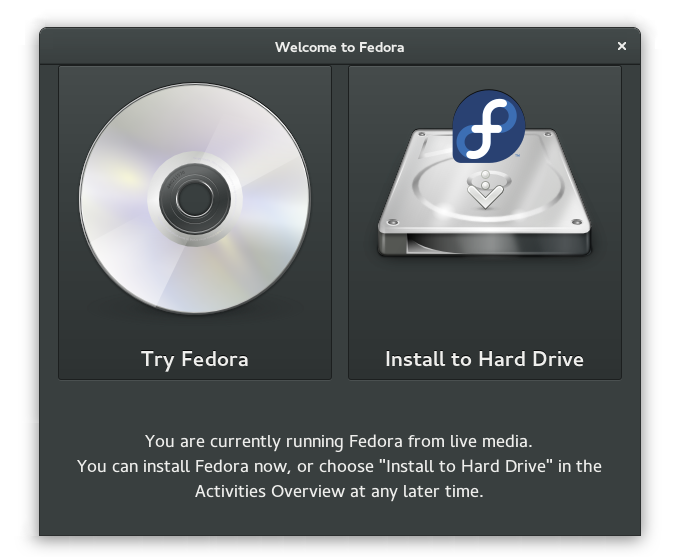 Welcome to Fedora
Try Fedora
Install to Hard Drive
You are currently running Fedora from live media.
You can install Fedora now, or choose "Install to Hard Drive" in the
Activities Overview at any later time.